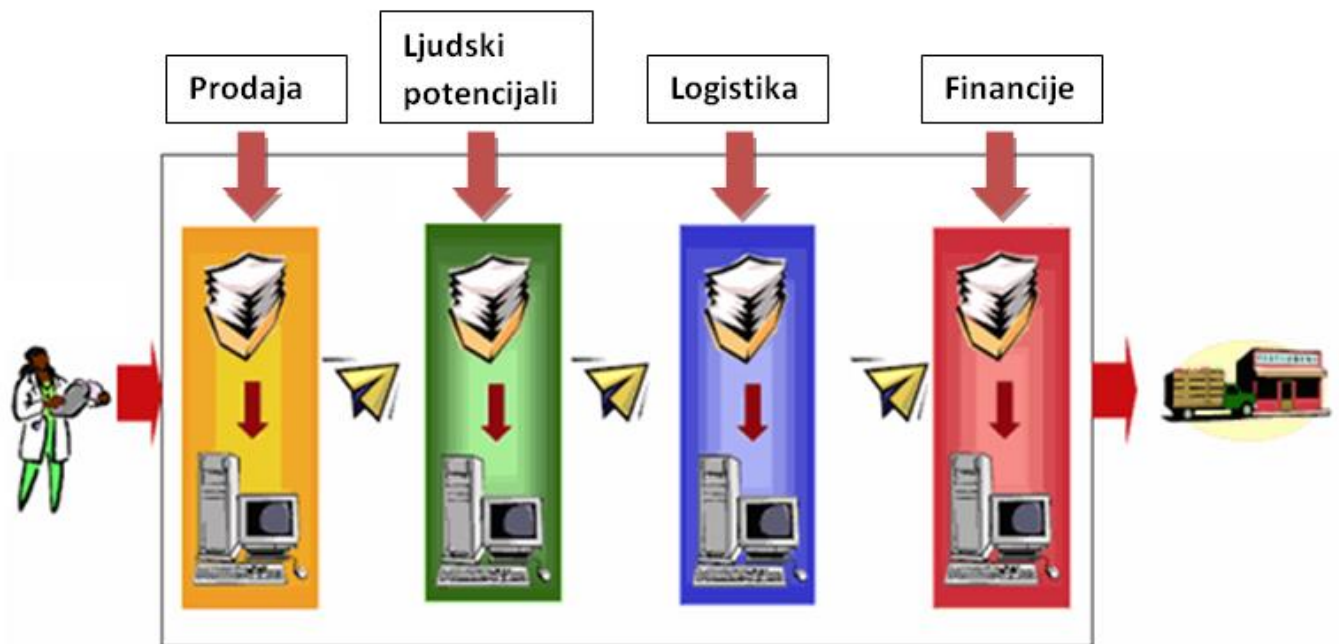 Prodaja
Ljudski
potencijali
Logistika
Financije